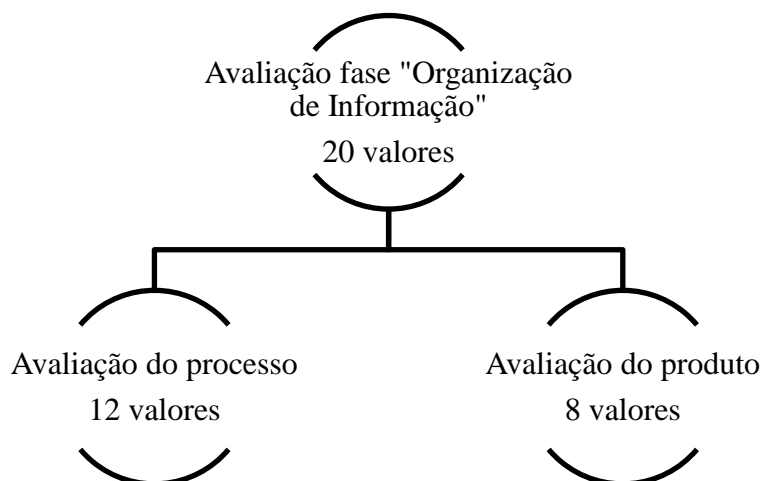 Avaliação fase "Organização
de Informação"
20 valores
Avaliação do processo
12 valores
Avaliação do produto
8 valores